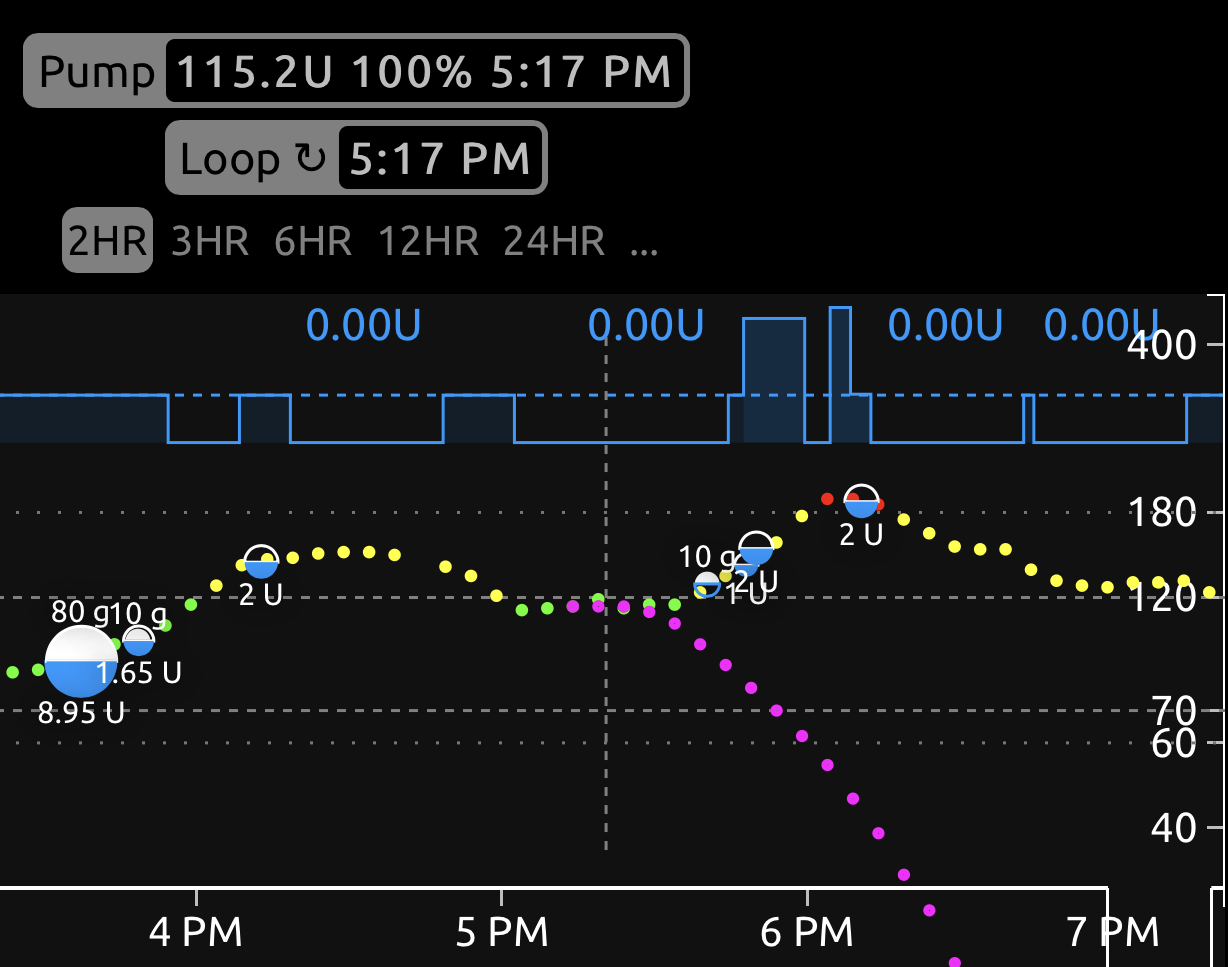 Pump 115.2U 100% 5:17 PM
Loop ↻ 5:17 PM
2HR 3HR 6HR 12HR 24HR ...
0.00U 0.00U 0.00U 0.00U
400
180
2 U
10 g
2 U
1 U
2 U
120
80 g 10 g
1.65 U
8.95 U
70
60
40
4 PM 5 PM 6 PM 7 PM